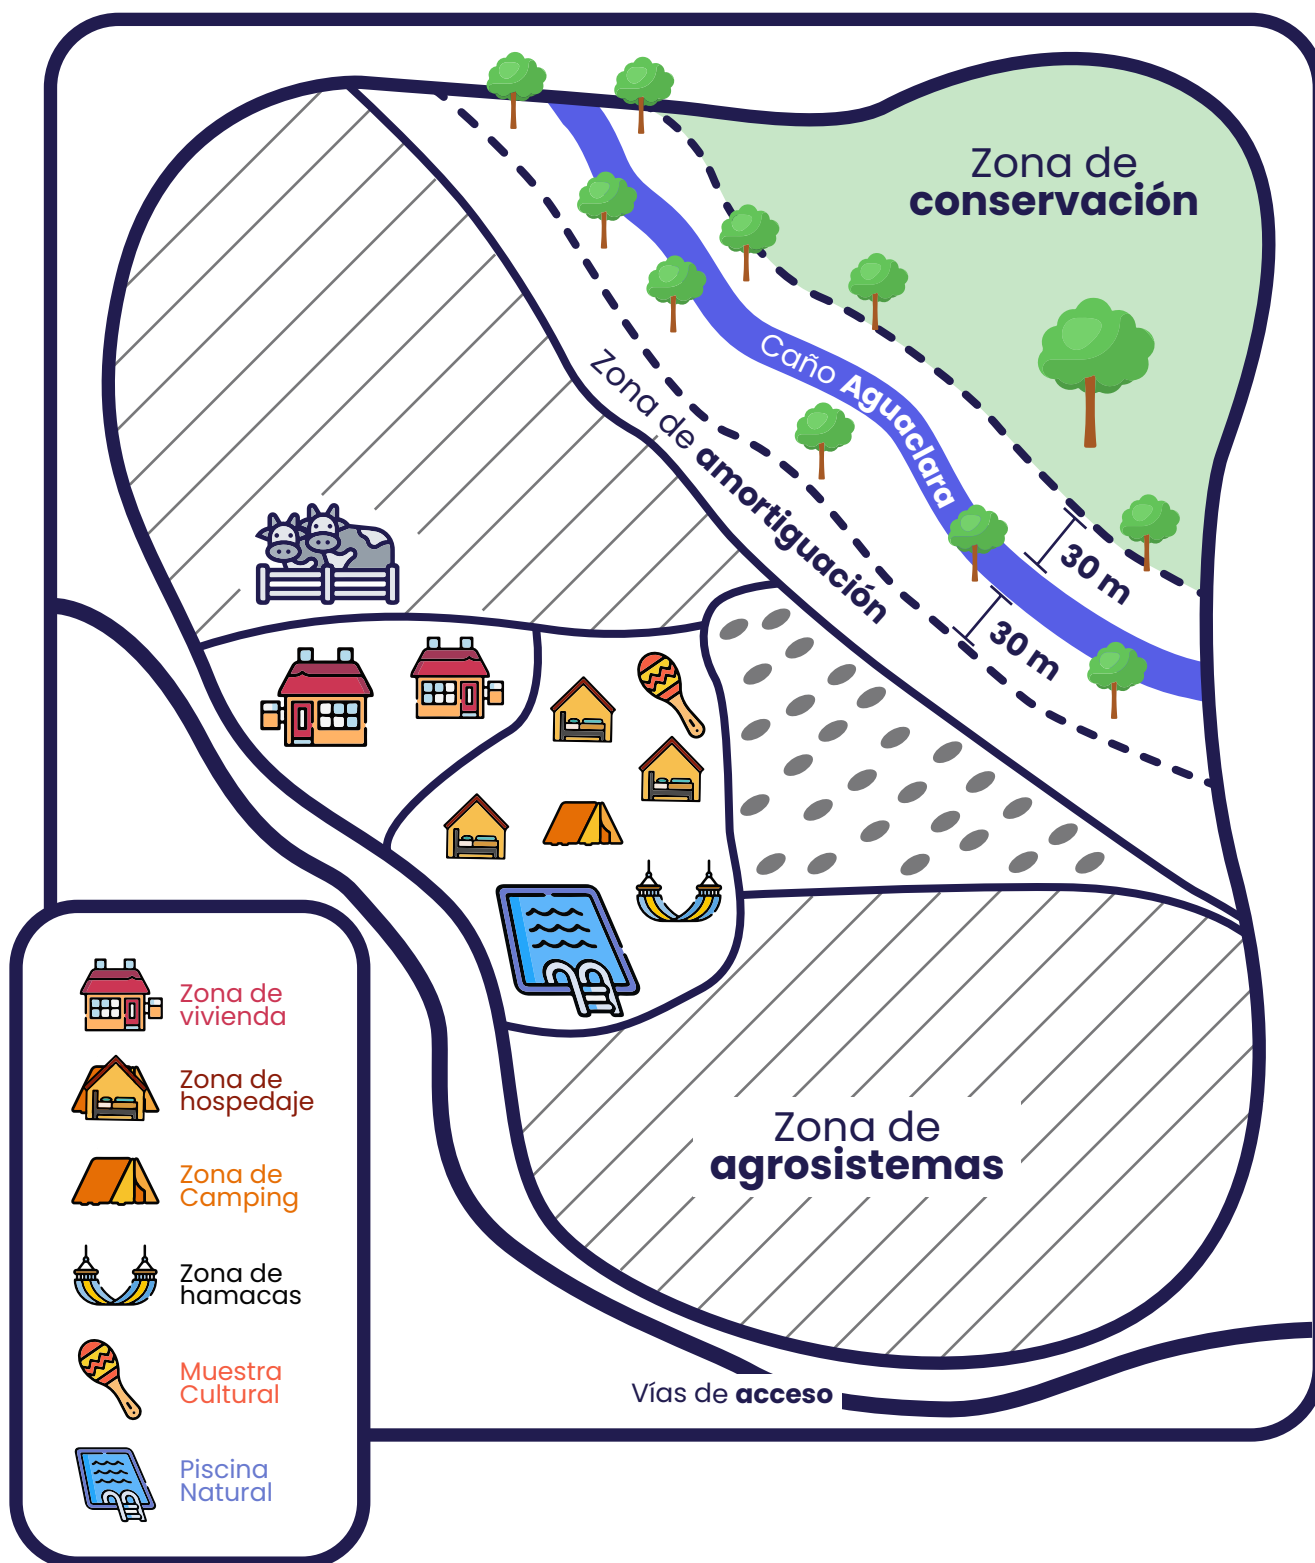 Zona de
conservación
Caño Aguaclara
Zona de amortiguación
30 m
30 m
Zona de
agrosistemas
Vías de acceso
Zona de
vivienda
Zona de
hospedaje
Zona de
Camping
Zona de
hamacas
Muestra
Cultural
Piscina
Natural